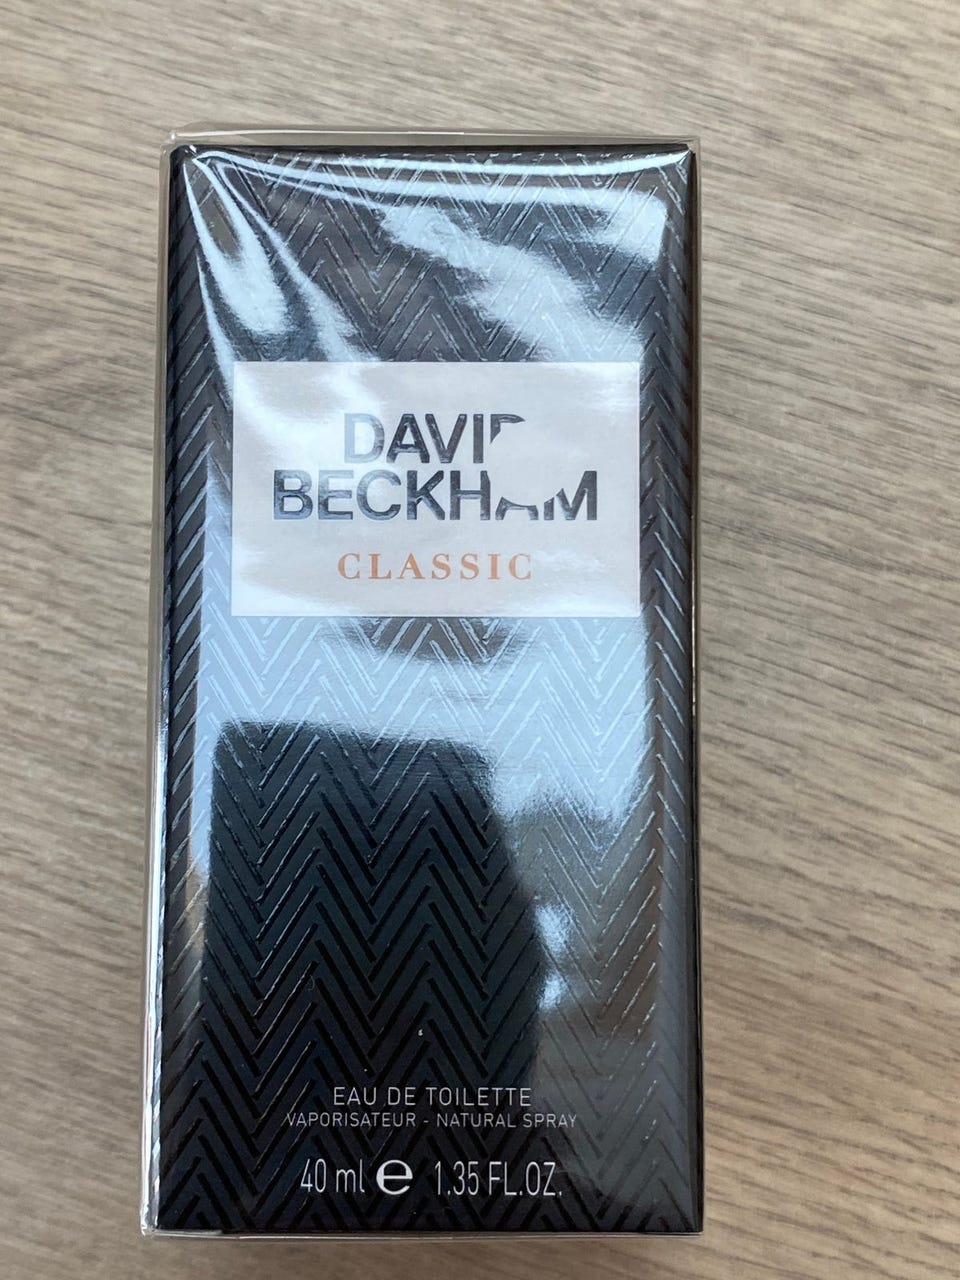 DAVID
BECKHAM
CLASSIC
EAU DE TOILETTE
VAPORISATEUR - NATURAL SPRAY
40 ml e 1.35 FL.OZ.